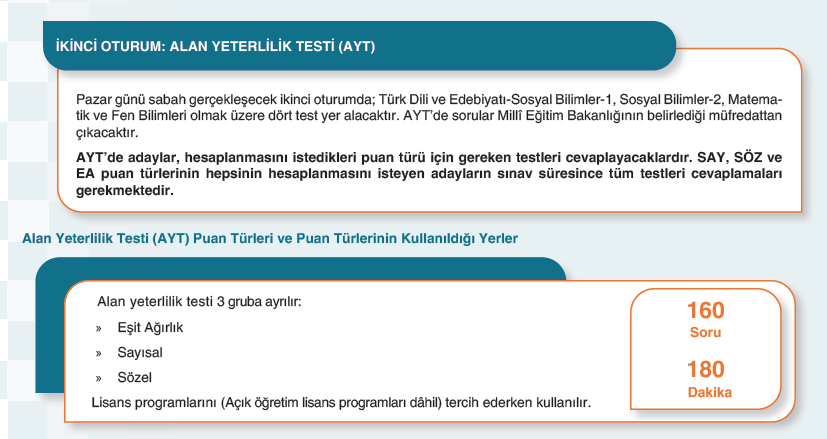 İKİNCİ OTURUM: ALAN YETERLİLİK TESTİ (AYT)
Pazar günü sabah gerçekleşecek ikinci oturumda; Türk Dili ve Edebiyatı-Sosyal Bilimler-1, Sosyal Bilimler-2, Matema-
tik ve Fen Bilimleri olmak üzere dört test yer alacaktır. AYT’de sorular Millî Eğitim Bakanlığının belirlediği müfredattan
çıkacaktır.
AYT’de adaylar, hesaplanmasını istedikleri puan türü için gereken testleri cevaplayacaklardır. SAY, SÖZ ve
EA puan türlerinin hepsinin hesaplanmasını isteyen adayların sınav süresince tüm testleri cevaplamaları
gerekmektedir.
Alan Yeterlilik Testi (AYT) Puan Türleri ve Puan Türlerinin Kullanıldığı Yerler
Alan yeterlilik testi 3 gruba ayrılır:
» Eşit Ağırlık
» Sayısal
» Sözel
Lisans programlarını (Açık öğretim lisans programları dâhil) tercih ederken kullanılır.
160
Soru
180
Dakika